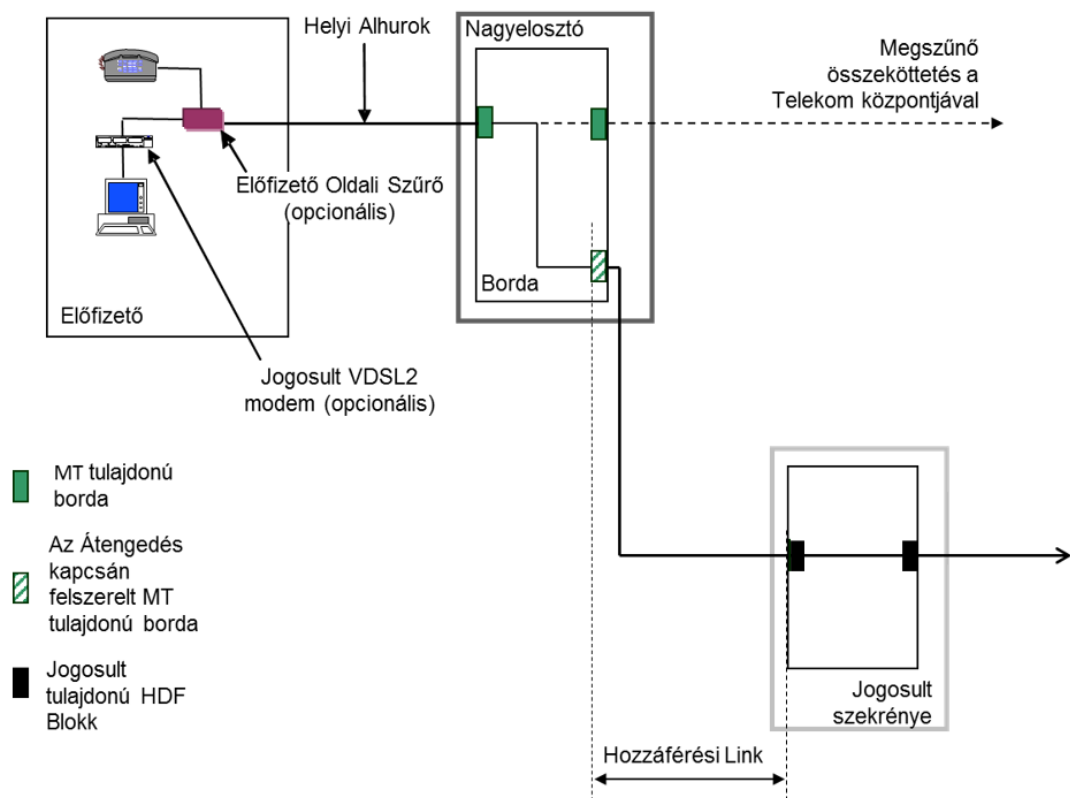 Helyi Alhurok
Nagyelosztó
Megszűnő
összeköttetés a
Telekom központjával
Előfizető Oldali Szűrő
(opcionális)
Borda
Előfizető
Jogosult VDSL2
modem (opcionális)
MT tulajdonú
borda
Az Átengedés
kapcsán
felszerelt MT
tulajdonú borda
Jogosult
tulajdonú HDF
Blokk
Jogosult
szekrénye
Hozzáférési Link